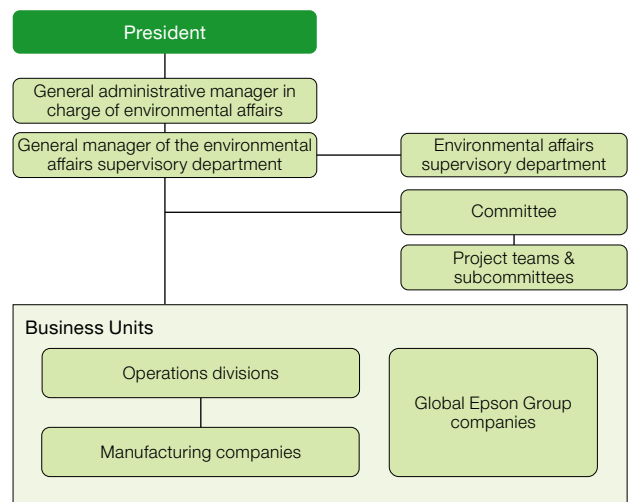 President
General administrative manager in
charge of environmental affairs
General manager of the environmental
affairs supervisory department
Environmental affairs
supervisory department
Committee
Project teams &
subcommittees
Business Units
Operations divisions
Manufacturing companies
Global Epson Group
companies